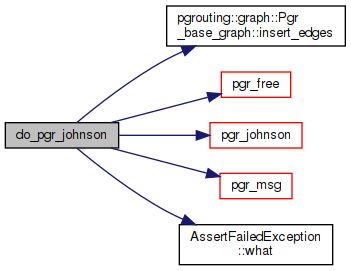 pgrouting::graph::Pgr
_base_graph::insert_edges
pgr_free
do_pgr_johnson
pgr_johnson
pgr_msg
AssertFailedException
::what